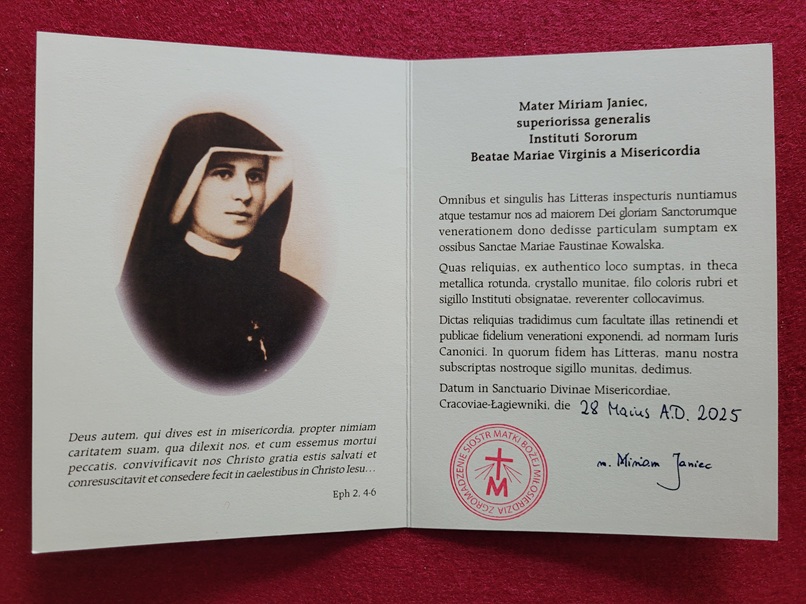 Deus autem, qui dives est in misericordia, propter nimiam
caritatem suam, qua dilexit nos, et cum essemus mortui
peccatis, convivificavit nos Christo gratia estis salvati et
conresuscitavit et consedere fecit in caelestibus in Christo Iesu...
Eph 2, 4-6
Mater Miriam Janiec,
superiorissa generalis
Instituti Sororum
Beatae Mariae Virginis a Misericordia
Omnibus et singulis has Litteras inspecturis nuntiamus
atque testamur nos ad maiorem Dei gloriam Sanctorumque
venerationem dono dedisse particulam sumptam ex
ossibus Sanctae Mariae Faustinae Kowalska.
Quas reliquias, ex authentico loco sumptas, in theca
metallica rotunda, crystallo munitae, filo coloris rubri et
sigillo Instituti obsignatae, reverenter collocavimus.
Dictas reliquias tradidimus cum facultate illas retinendi et
publicae fidelium venerationi exponendi, ad normam Iuris
Canonici. In quorum fidem has Litteras, manu nostra
subscriptas nostroque sigillo munitas, dedimus.
Datum in Sanctuario Divinae Misericordiae,
Cracoviae-Łagiewniki, die 28 Maius A.D. 2025
ZGROMADZENIE SIOSTR MATKI BOŻEJ MIŁOSIERDZIA
M
m. Miriam Janiec